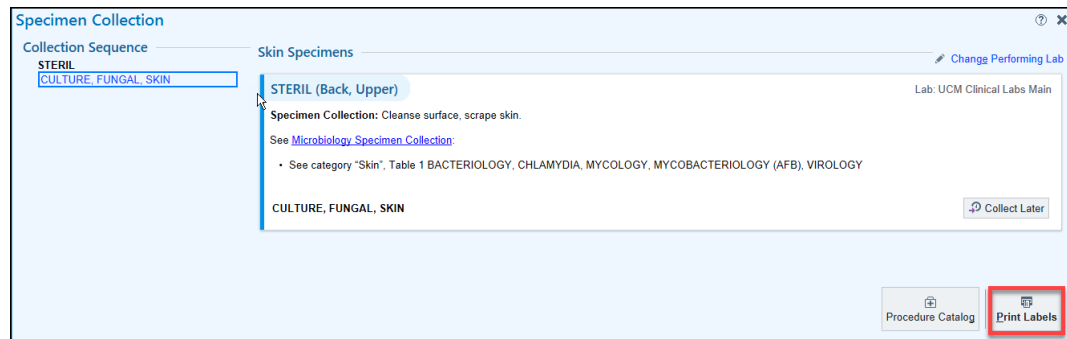 Specimen Collection
Collection Sequence
STERIL
CULTURE, FUNGAL, SKIN
Skin Specimens
Change Performing Lab
STERIL (Back, Upper)
Lab: UCM Clinical Labs Main
Specimen Collection: Cleanse surface, scrape skin.
See Microbiology Specimen Collection:
• See category “Skin”, Table 1 BACTERIOLOGY, CHLAMYDIA, MYCOLOGY, MYCOBACTERIOLOGY (AFB), VIROLOGY
CULTURE, FUNGAL, SKIN
Collect Later
Procedure Catalog
Print Labels